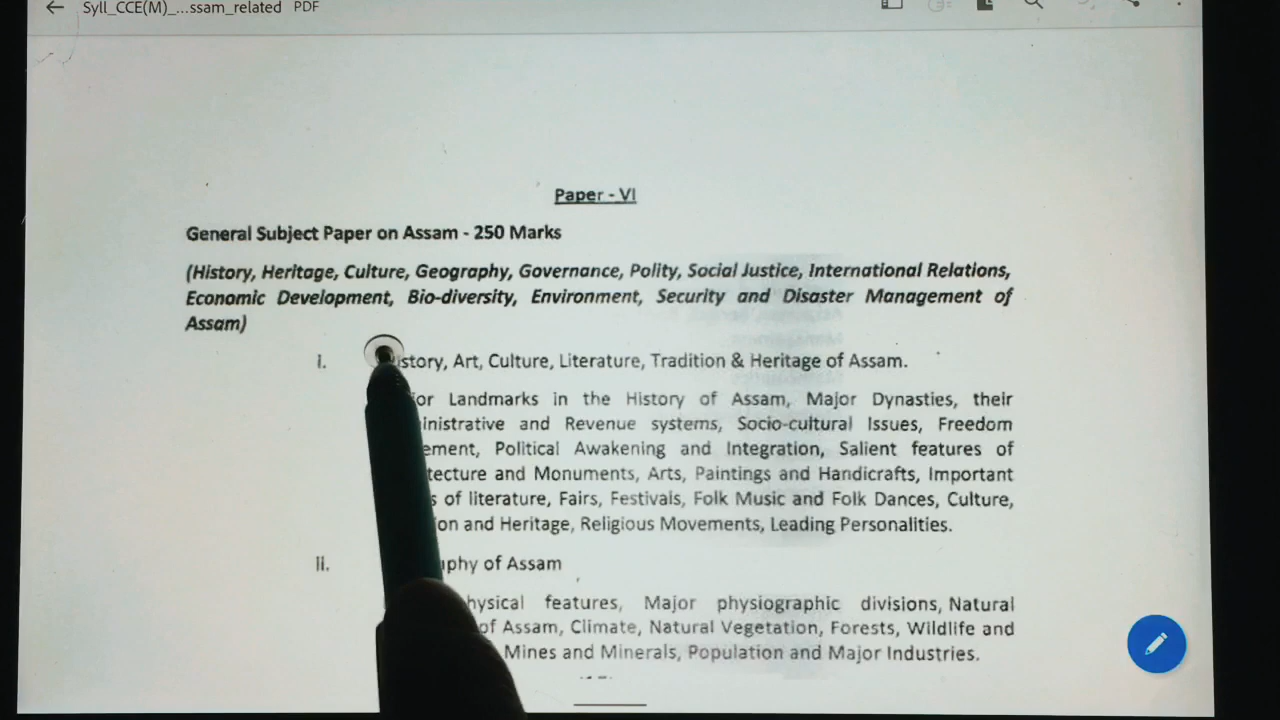 Syll_CCE(M)_...ssam_related PDF
Paper - VI
General Subject Paper on Assam - 250 Marks
(History, Heritage, Culture, Geography, Governance, Polity, Social Justice, International Relations,
Economic Development, Bio-diversity, Environment, Security and Disaster Management of
Assam)
i. istory, Art, Culture, Literature, Tradition & Heritage of Assam.
or Landmarks in the History of Assam, Major Dynasties, their
inistrative and Revenue systems, Socio-cultural Issues, Freedom
ement, Political Awakening and Integration, Salient features of
tecture and Monuments, Arts, Paintings and Handicrafts, Important
s of literature, Fairs, Festivals, Folk Music and Folk Dances, Culture,
ion and Heritage, Religious Movements, Leading Personalities.
ii. phy of Assam
hysical features, Major physiographic divisions, Natural
of Assam, Climate, Natural Vegetation, Forests, Wildlife and
Mines and Minerals, Population and Major Industries.